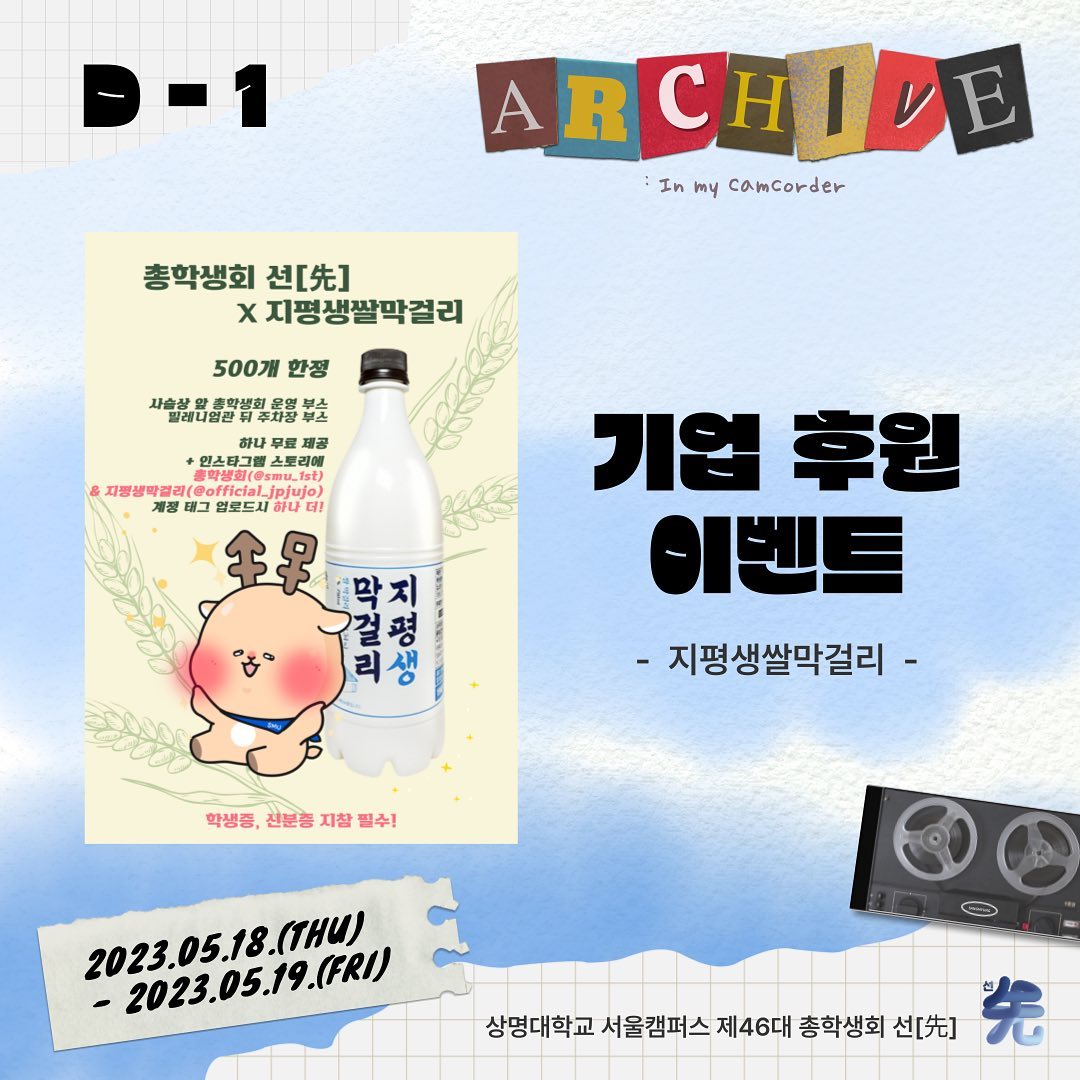 D-1
ARCHIVE
: In my camcorder
총학생회 선[先]
X 지평생쌀막걸리
500개 한정
사슴상 앞 총학생회 운영 부스
밀레니엄관 뒤 주차장 부스
하나 무료 제공
+ 인스타그램 스토리에
총학생회(@smu_1st)
& 지평생막걸리(@official_jpjujo)
계정 태그 업로드시 하나 더!
지평생
막걸리
SMU
학생증, 신분증 지참 필수!
기업 후원
이벤트
- 지평생쌀막걸리 -
2023.05.18.(THU)
- 2023.05.19.(FRI)
상명대학교 서울캠퍼스 제46대 총학생회 선[先]
선
先